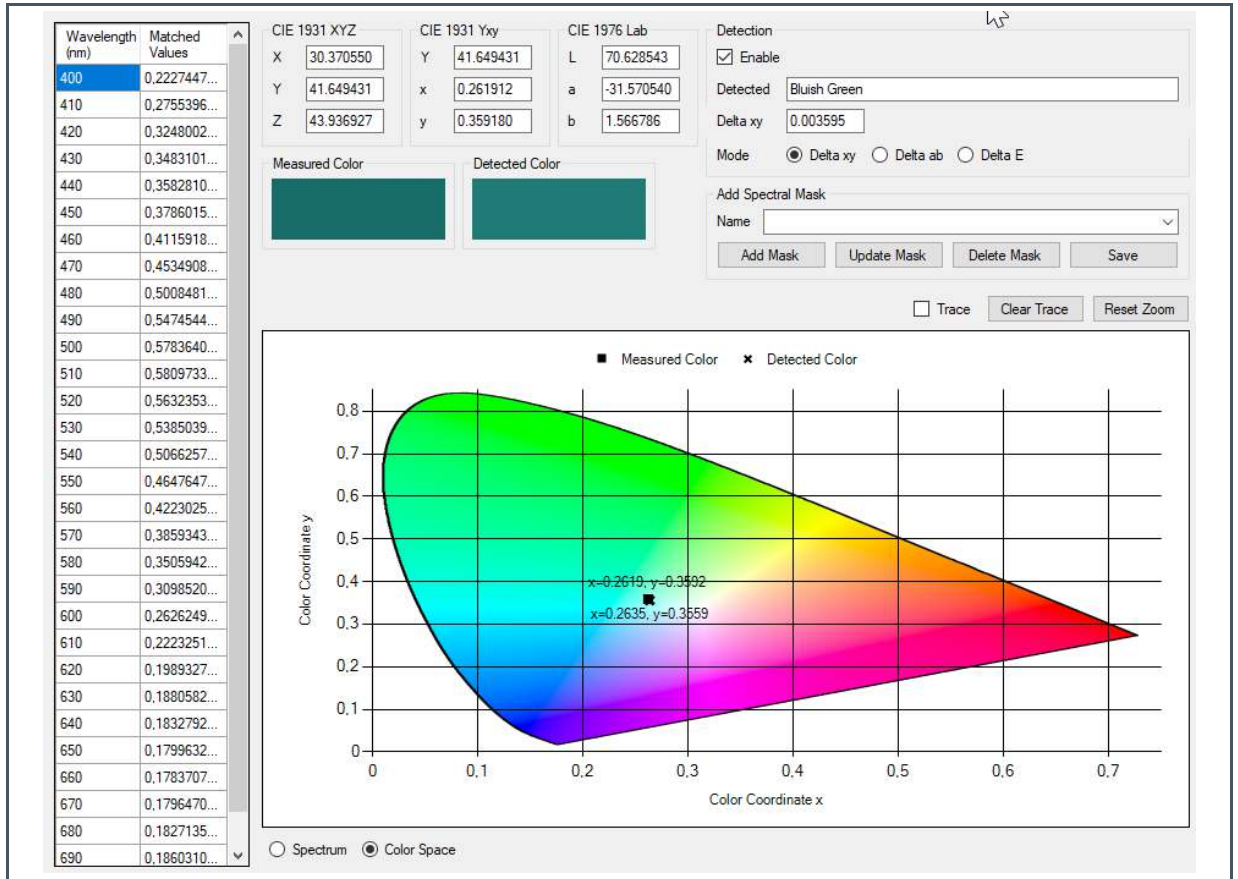 Wavelength (nm) Matched Values
400 0,2227447...
410 0,2755396...
420 0,3248002...
430 0,3483101...
440 0,3582810...
450 0,3786015...
460 0,4115918...
470 0,4534908...
480 0,5008481...
490 0,5474544...
500 0,5783640...
510 0,5809733...
520 0,5632353...
530 0,5385039...
540 0,5066257...
550 0,4647647...
560 0,4223025...
570 0,3859343...
580 0,3505942...
590 0,3098520...
600 0,2626249...
610 0,2223251...
620 0,1989327...
630 0,1880582...
640 0,1832792...
650 0,1799632...
660 0,1783707...
670 0,1796470...
680 0,1827135...
690 0,1860310...
CIE 1931 XYZ
X 30.370550
Y 41.649431
Z 43.936927
CIE 1931 Yxy
Y 41.649431
x 0.261912
y 0.359180
CIE 1976 Lab
L 70.628543
a -31.570540
b 1.566786
Measured Color
Detected Color
Detection
Enable
Detected Bluish Green
Delta xy 0.003595
Mode Delta xy Delta ab Delta E
Add Spectral Mask
Name
Add Mask Update Mask Delete Mask Save
Trace Clear Trace Reset Zoom
Measured Color Detected Color
0,8
0,7
0,6
0,5
0,4
0,3
0,2
0,1
0
Color Coordinate y
x=0.2619, y=0.3592
x=0.2635, y=0.3559
0 0,1 0,2 0,3 0,4 0,5 0,6 0,7
Color Coordinate x
Spectrum Color Space